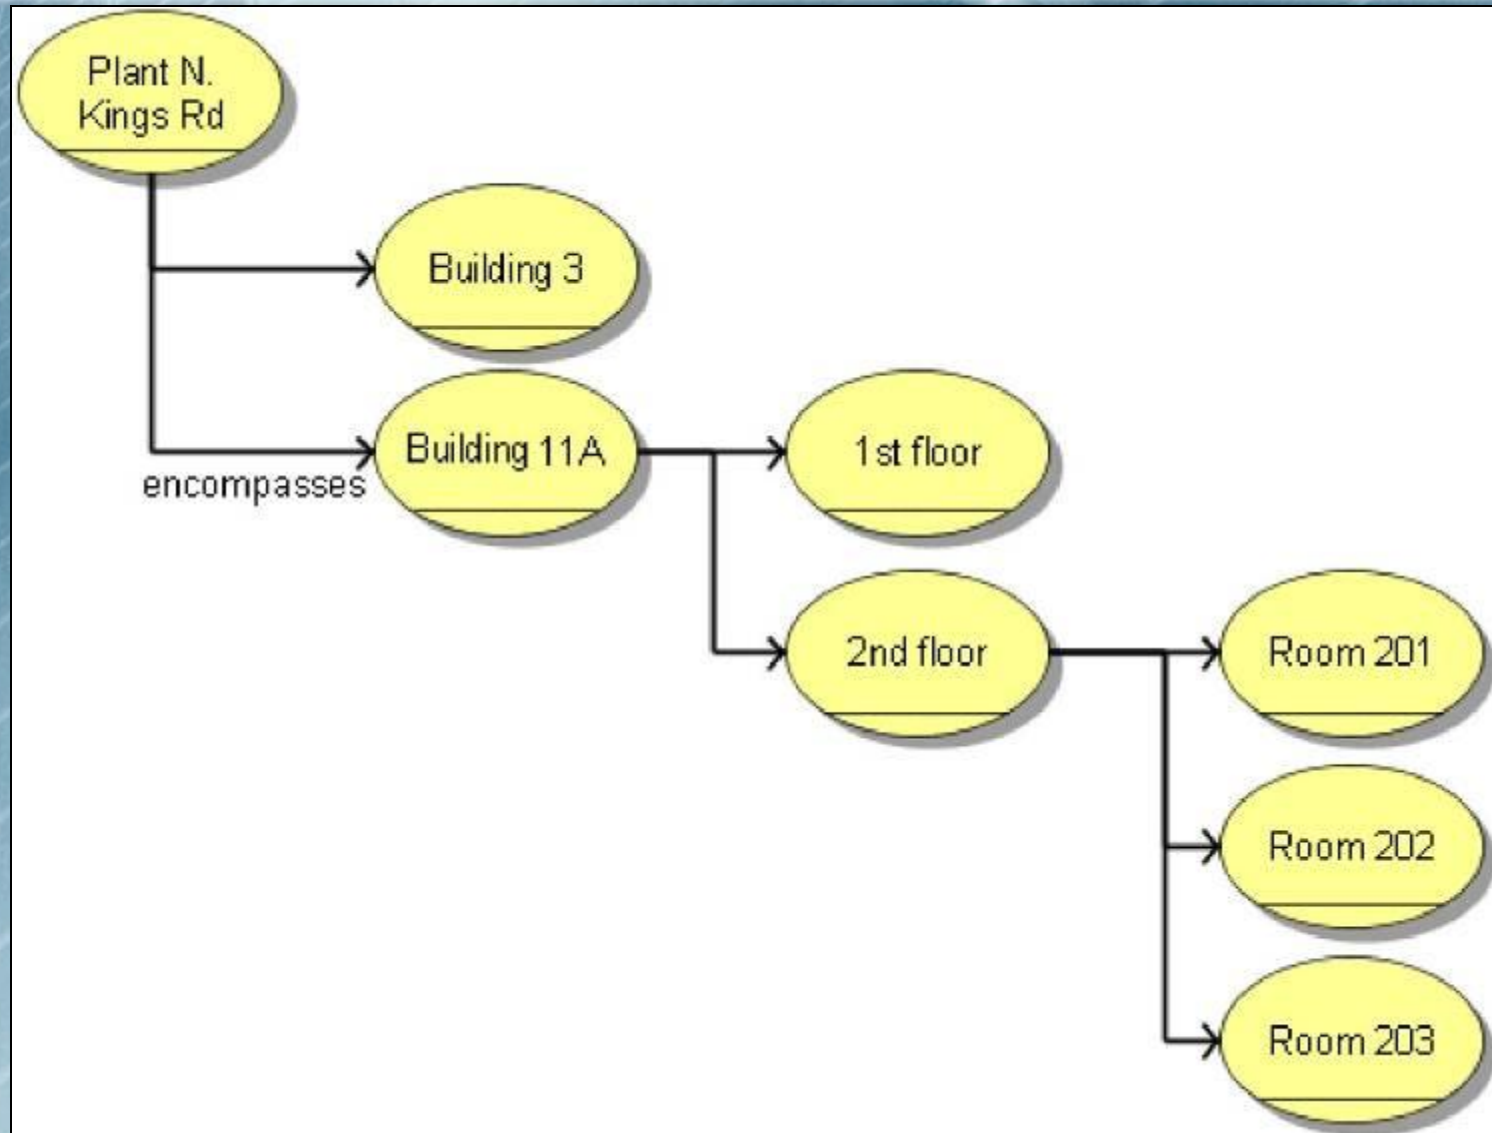 Plant N.
Kings Rd
Building 3
Building 11A
1st floor
encompasses
2nd floor
Room 201
Room 202
Room 203